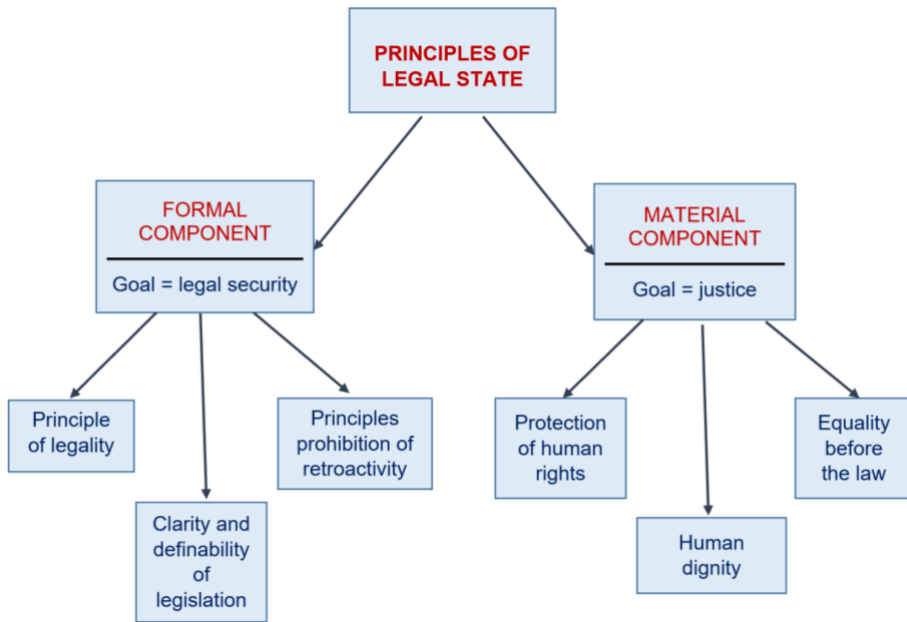 PRINCIPLES OF
LEGAL STATE
FORMAL
COMPONENT
Goal = legal security
MATERIAL
COMPONENT
Goal = justice
Principle
of legality
Clarity and
definability
of
legislation
Principles
prohibition of
retroactivity
Protection
of human
rights
Human
dignity
Equality
before
the law